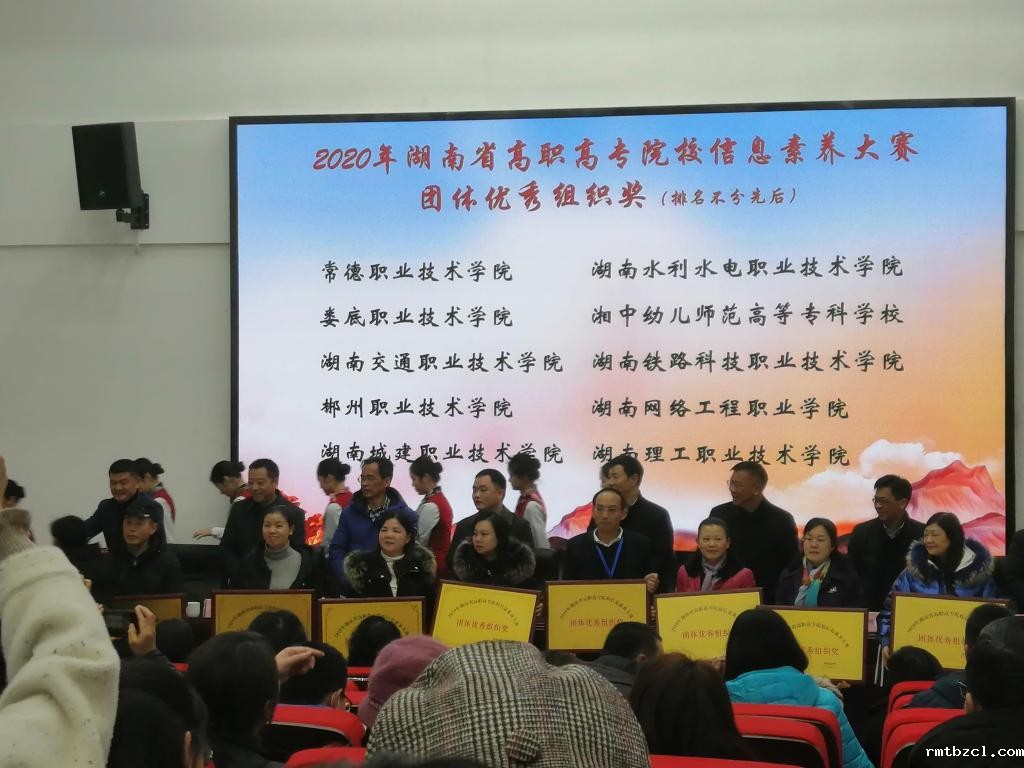 2020年湖南省高职高专院校信息素养大赛
团体优秀组织奖（排名不分先后）
常德职业技术学院 湖南水利水电职业技术学院
娄底职业技术学院 湘中幼儿师范高等专科学校
湖南交通职业技术学院 湖南铁路科技职业技术学院
郴州职业技术学院 湖南网络工程职业学院
湖南城建职业技术学院 湖南理工职业技术学院
团体优秀组织奖
团体优秀组织奖
团体优秀组织奖
优秀组织奖
团体优秀组
rmtbzcl.com